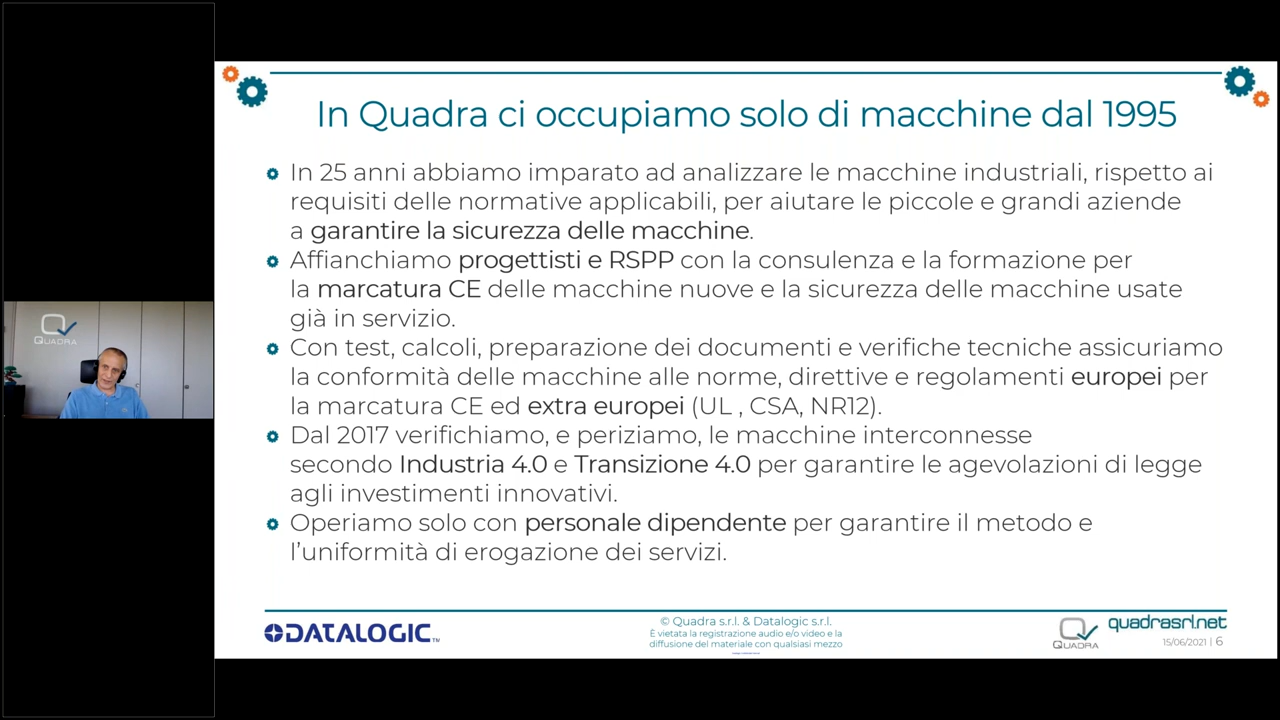 In Quadra ci occupiamo solo di macchine dal 1995
In 25 anni abbiamo imparato ad analizzare le macchine industriali, rispetto ai
requisiti delle normative applicabili, per aiutare le piccole e grandi aziende
a garantire la sicurezza delle macchine.
Affianchiamo progettisti e RSPP con la consulenza e la formazione per
la marcatura CE delle macchine nuove e la sicurezza delle macchine usate
già in servizio.
Con test, calcoli, preparazione dei documenti e verifiche tecniche assicuriamo
la conformità delle macchine alle norme, direttive e regolamenti europei per
la marcatura CE ed extra europei (UL , CSA, NR12).
Dal 2017 verifichiamo, e periziamo, le macchine interconnesse
secondo Industria 4.0 e Transizione 4.0 per garantire le agevolazioni di legge
agli investimenti innovativi.
Operiamo solo con personale dipendente per garantire il metodo e
l'uniformità di erogazione dei servizi.
QUADRA
DATALOGIC™
© Quadra s.r.l. & Datalogic s.r.l.
È vietata la registrazione audio e/o video e la
diffusione del materiale con qualsiasi mezzo
QUADRA
quadrasrl.net
15/06/2021 | 6